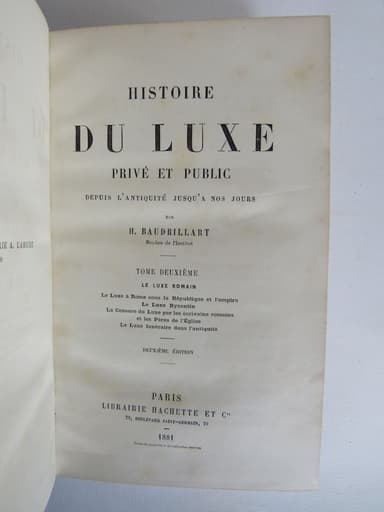 HISTOIRE
DU LUXE
PRIVÉ ET PUBLIC
DEPUIS L'ANTIQUITÉ JUSQU'A NOS JOURS
PAR
H. BAUDRILLART
Membre de l'Institut
TOME DEUXIÈME
LE LUXE ROMAIN
Le Luxe à Rome sous la République et l'empire
Le Luxe Byzantin
La Censure du Luxe par les écrivains romains
et les Pères de l'Église
Le Luxe funéraire dans l'antiquité
DEUXIÈME ÉDITION
PARIS
LIBRAIRIE HACHETTE ET Cie
79, BOULEVARD SAINT-GERMAIN, 79
1881
A. LAHURE